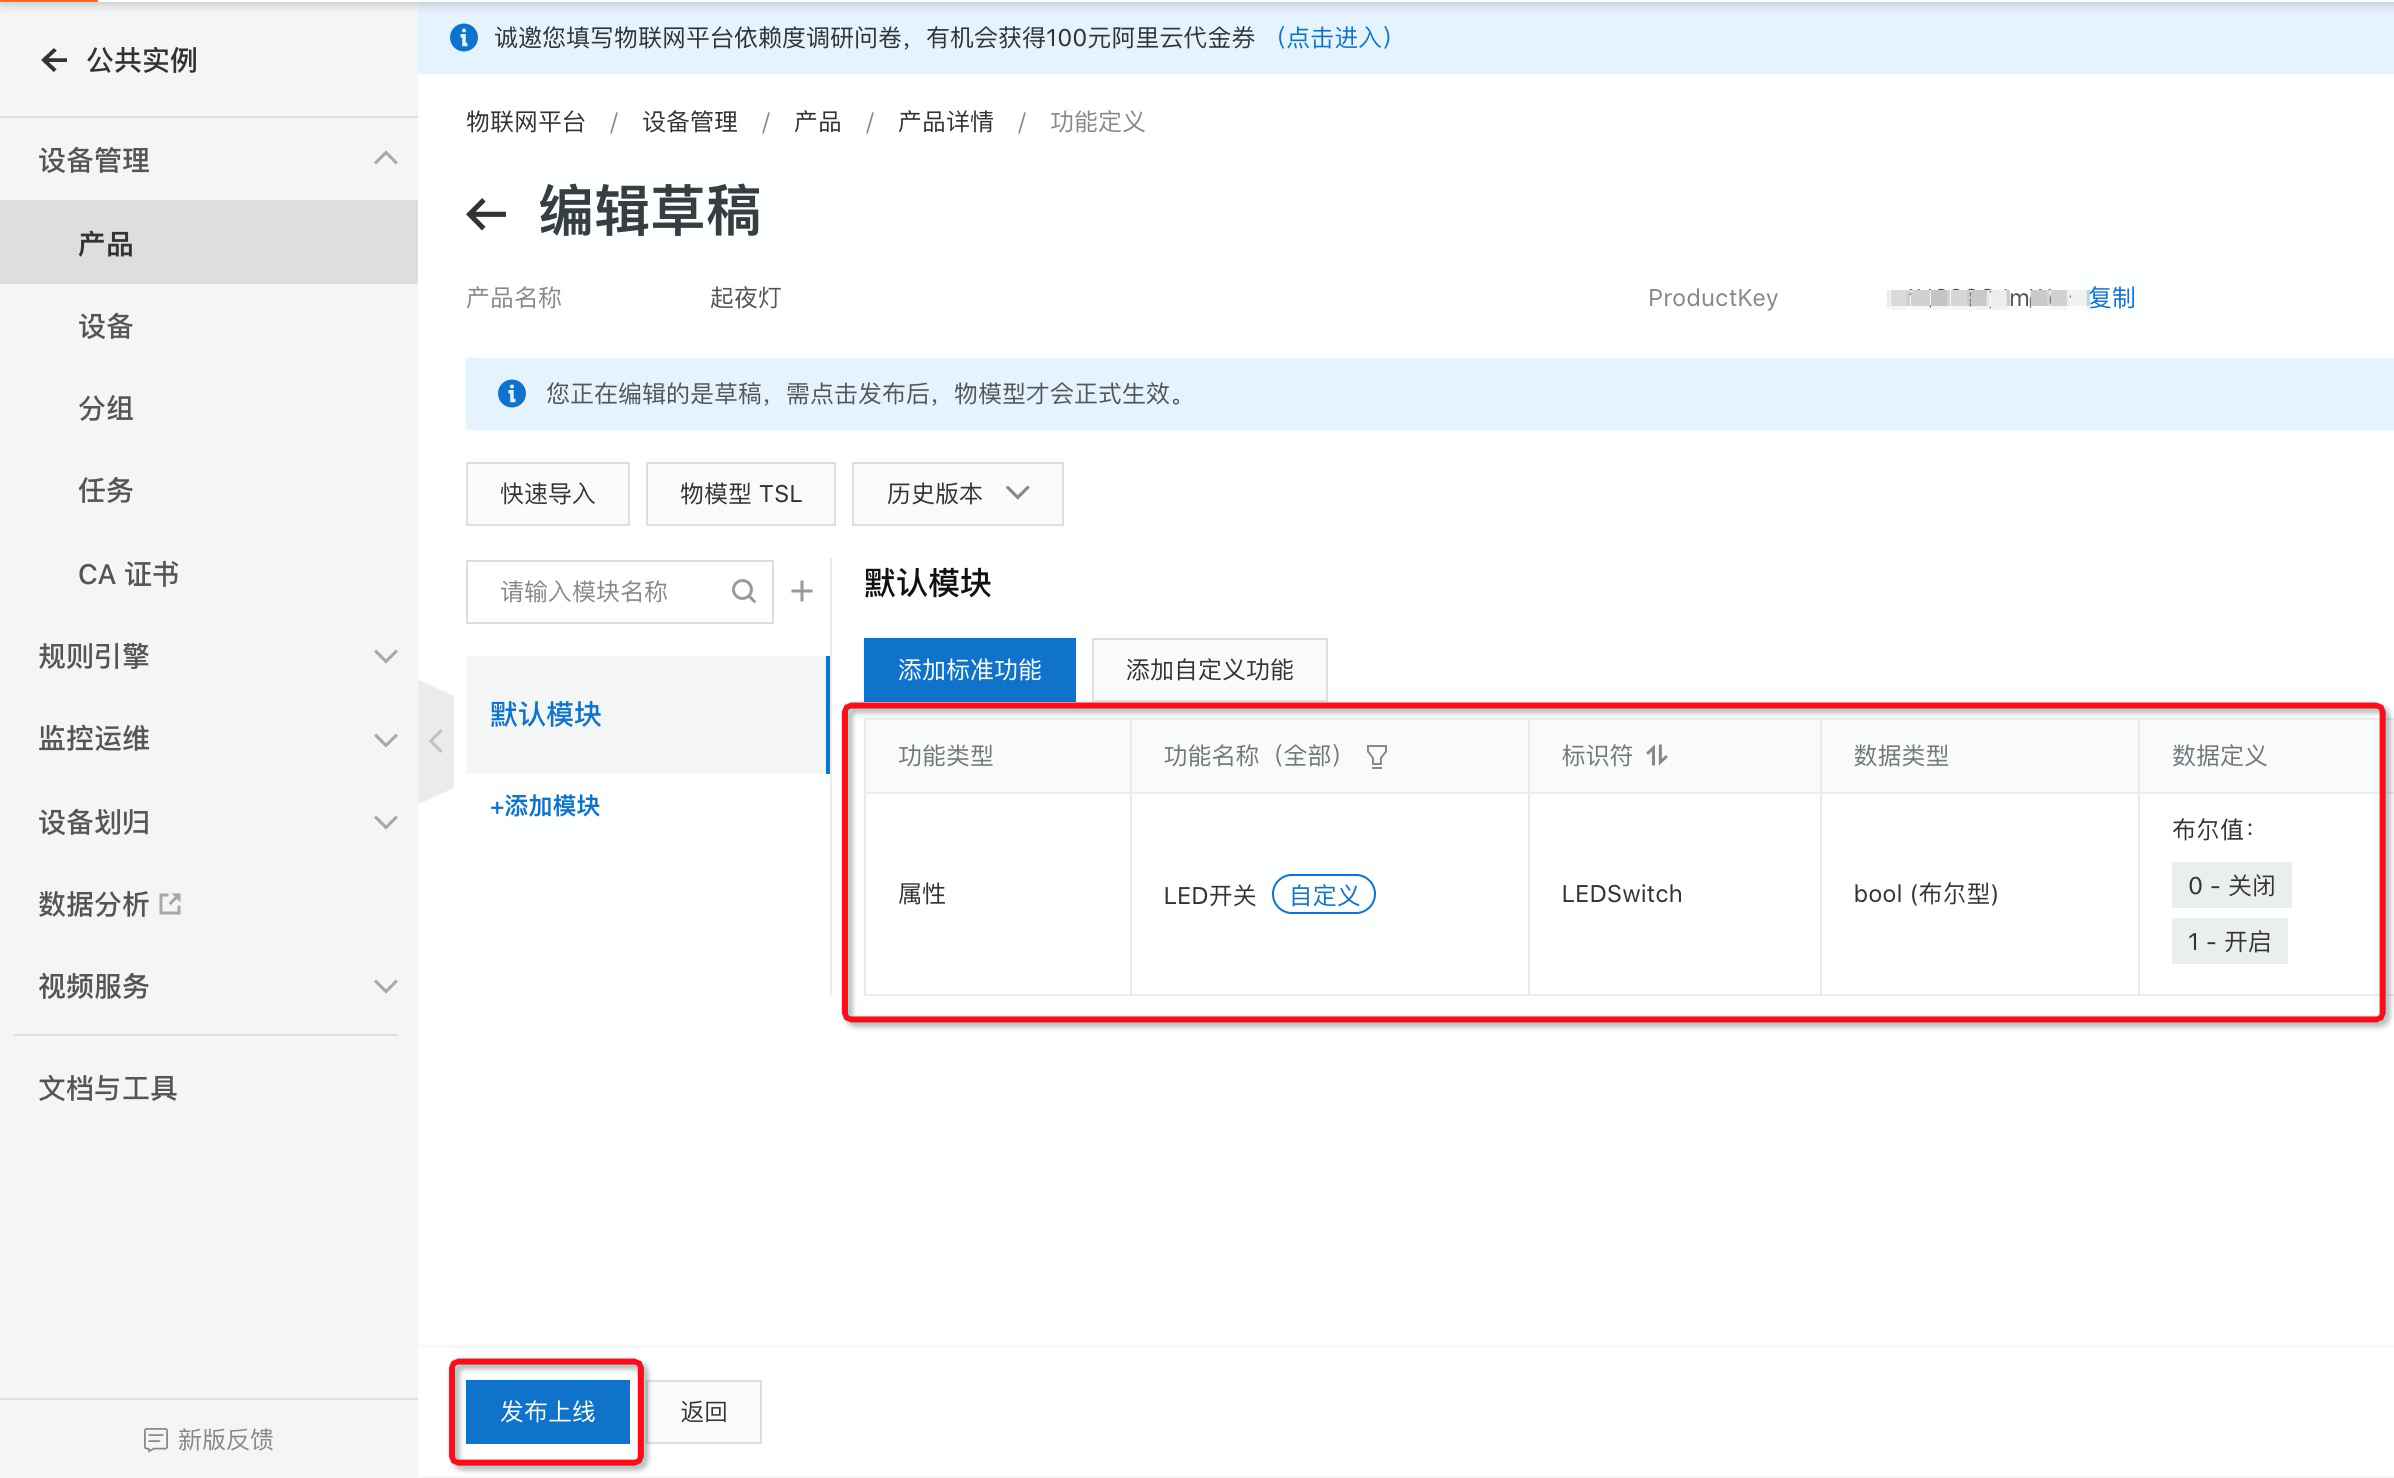 公共实例
设备管理
产品
设备
分组
任务
CA 证书
规则引擎
监控运维
设备划归
数据分析
视频服务
文档与工具
新版反馈
诚邀您填写物联网平台依赖度调研问卷，有机会获得100元阿里云代金券 （点击进入）
物联网平台 / 设备管理 / 产品 / 产品详情 / 功能定义
编辑草稿
产品名称 起夜灯 ProductKey 复制
您正在编辑的是草稿，需点击发布后，物模型才会正式生效。
快速导入 物模型 TSL 历史版本
请输入模块名称
默认模块
+添加模块
默认模块
添加标准功能 添加自定义功能
功能类型 功能名称（全部） 标识符 数据类型 数据定义
属性 LED开关 自定义 LEDSwitch bool (布尔型) 布尔值：
0 - 关闭
1 - 开启
发布上线 返回